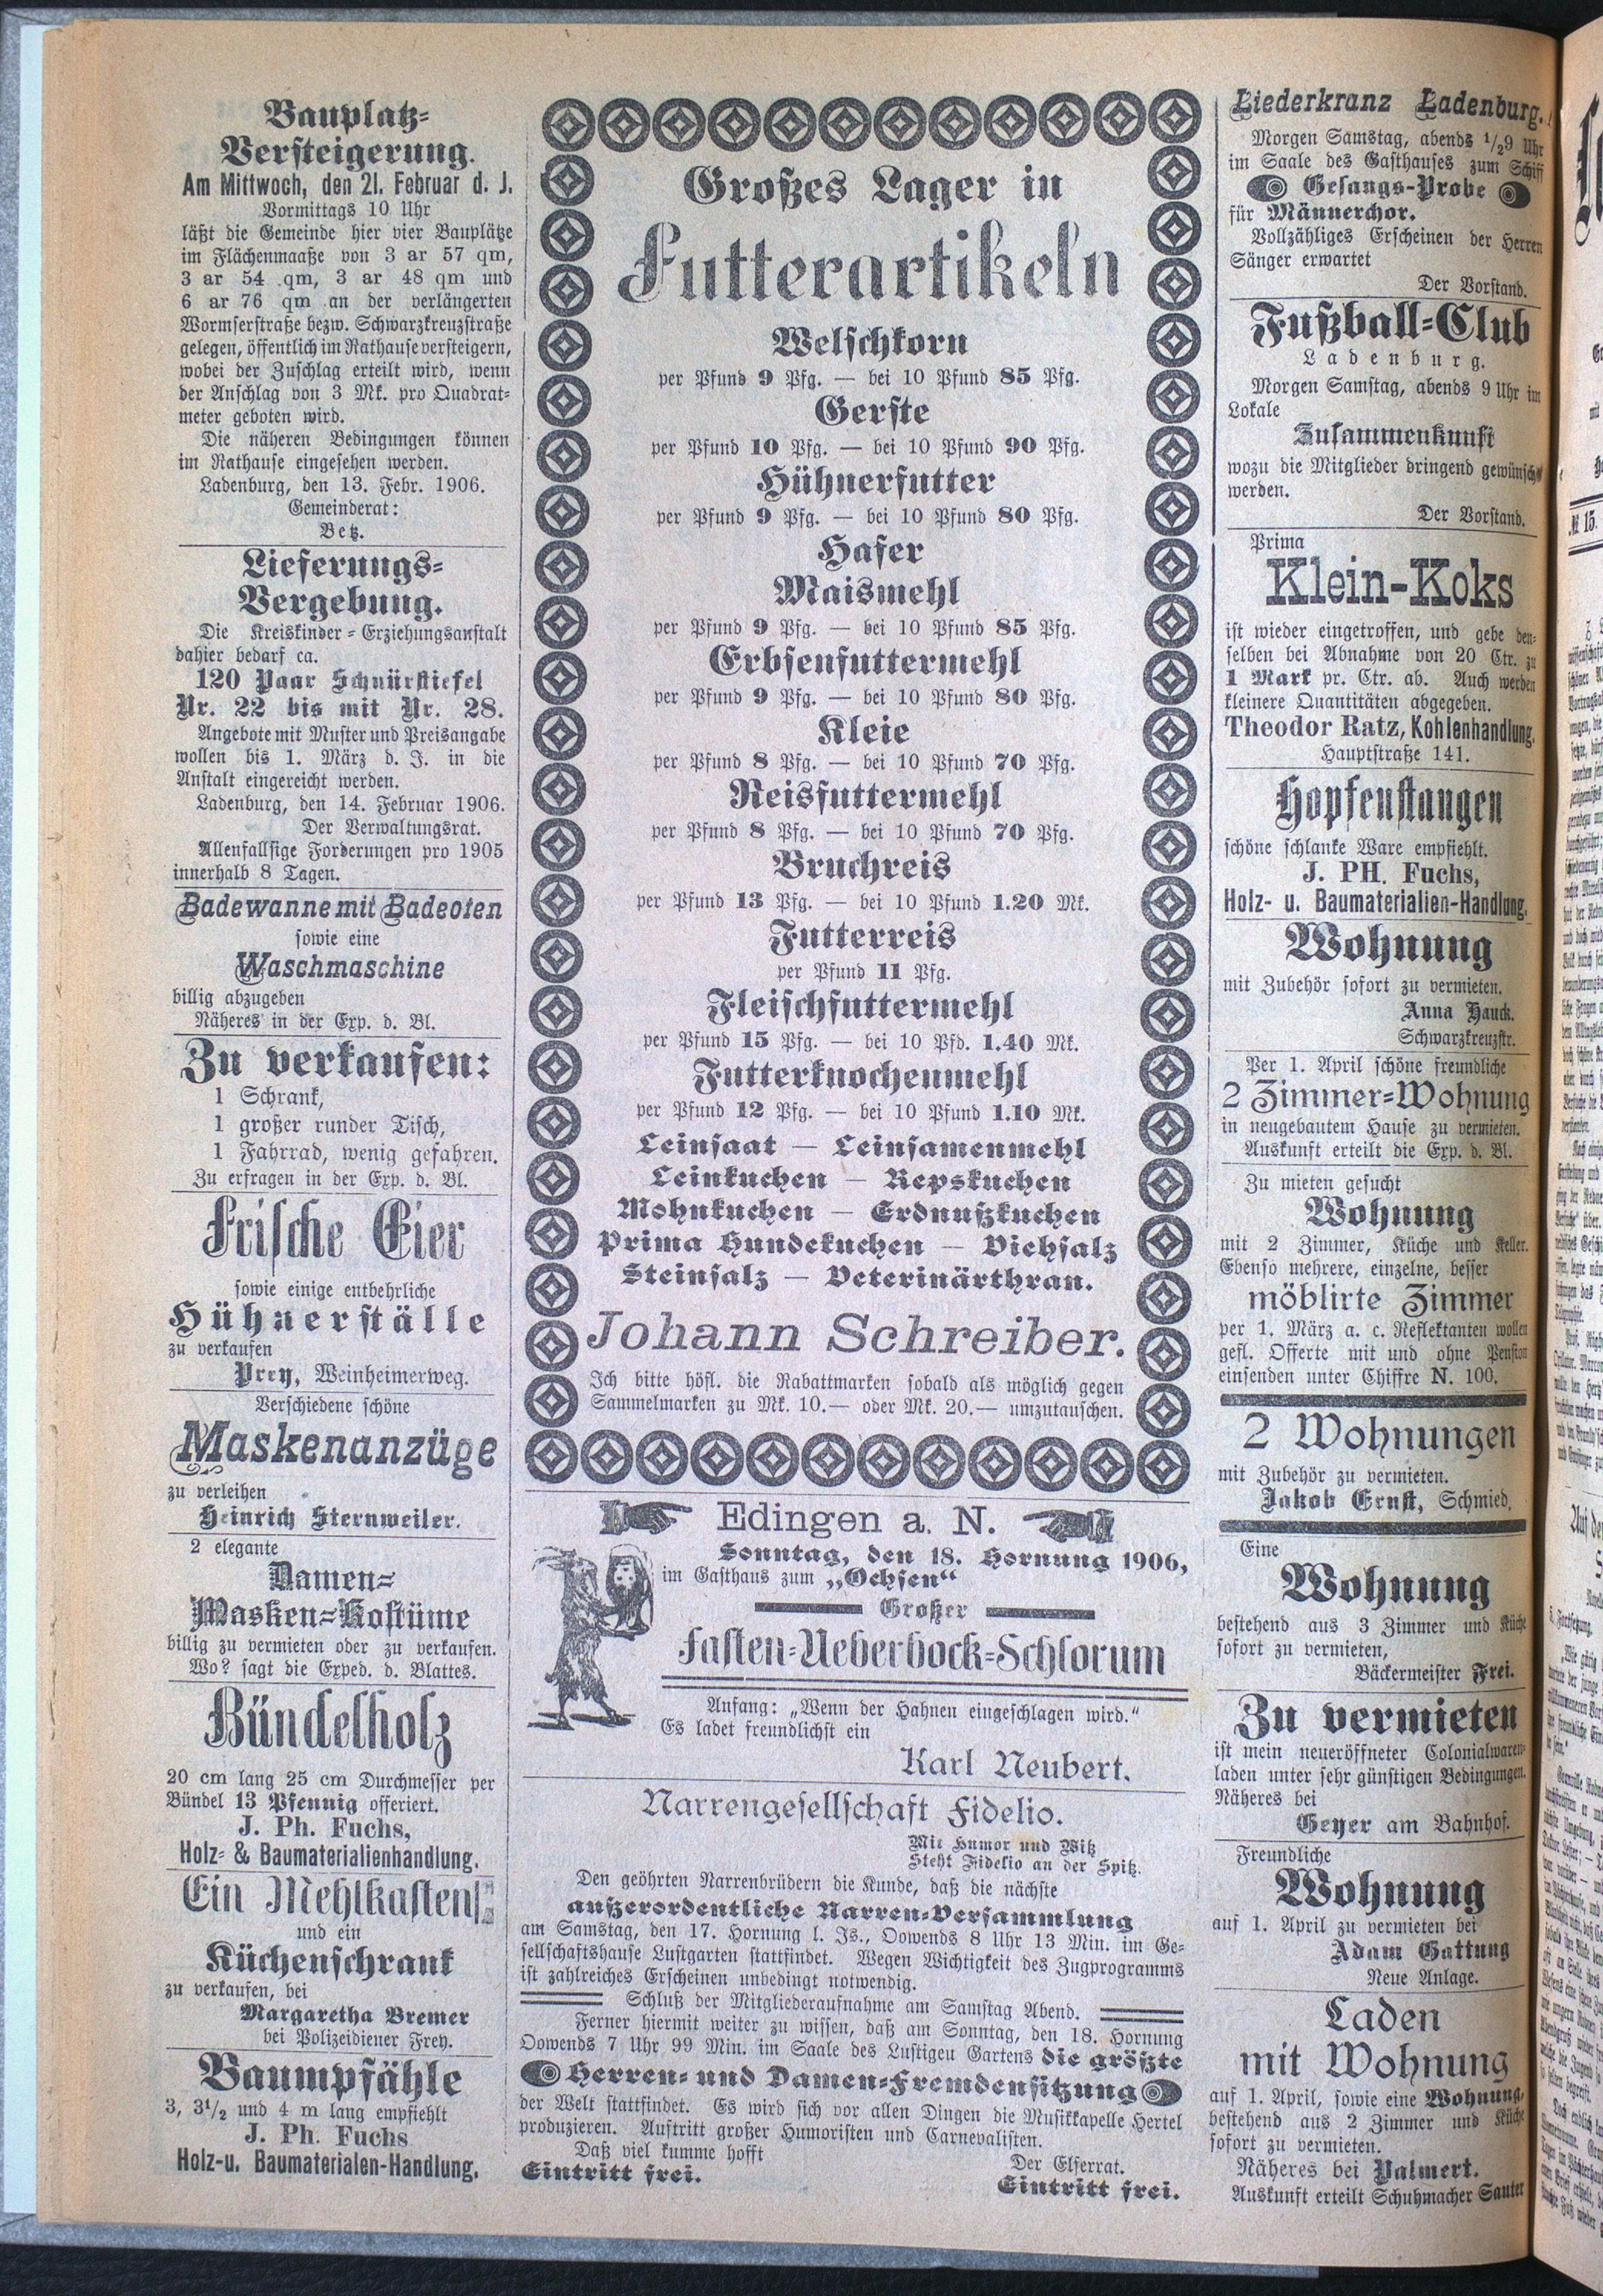 Bauplatz-
Versteigerung.
Am Mittwoch, den 21. Februar d. J.
Vormittags 10 Uhr
läßt die Gemeinde hier vier Bauplätze
im Flächenmaaße von 3 ar 57 qm,
3 ar 54 qm, 3 ar 48 qm und
6 ar 76 qm an der verlängerten
Wormserstraße bezw. Schwarzkreuzstraße
gelegen, öffentlich im Rathause versteigern,
wobei der Zuschlag erteilt wird, wenn
der Anschlag von 3 Mk. pro Quadrat-
meter geboten wird.
Die näheren Bedingungen können
im Rathause eingesehen werden.
Ladenburg, den 13. Febr. 1906.
Gemeinderat:
Betz.
Lieferungs-
Vergebung.
Die Kreiskinder-Erziehungsanstalt
dahier bedarf ca.
120 Paar Schnürstiefel
Nr. 22 bis mit Nr. 28.
Angebote mit Muster und Preisangabe
wollen bis 1. März d. J. in die
Anstalt eingereicht werden.
Ladenburg, den 14. Februar 1906.
Der Verwaltungsrat.
Allenfallsige Forderungen pro 1905
innerhalb 8 Tagen.
Badewanne mit Badeofen
sowie eine
Waschmaschine
billig abzugeben
Näheres in der Exp. d. Bl.
Zu verkaufen:
1 Schrank,
1 großer runder Tisch,
1 Fahrrad, wenig gefahren.
Zu erfragen in der Exp. d. Bl.
Frische Eier
sowie einige entbehrliche
Hühnerställe
zu verkaufen
Prey, Weinheimerweg.
Verschiedene schöne
Maskenanzüge
zu verleihen
Heinrich Sternweiler.
2 elegante
Damen-
Masken-Kostüme
billig zu vermieten oder zu verkaufen.
Wo? sagt die Exped. d. Blattes.
Bündelholz
20 cm lang 25 cm Durchmesser per
Bündel 13 Pfennig offeriert.
J. Ph. Fuchs,
Holz- & Baumaterialienhandlung.
Ein Mehlkasten
und ein
Küchenschrank
zu verkaufen, bei
Margaretha Bremer
bei Polizeidiener Frey.
Baumpfähle
3, 3½ und 4 m lang empfiehlt
J. Ph. Fuchs
Holz-u. Baumaterialen-Handlung.
Großes Lager in
Futterartikeln
Welschkorn
per Pfund 9 Pfg. — bei 10 Pfund 85 Pfg.
Gerste
per Pfund 10 Pfg. — bei 10 Pfund 90 Pfg.
Hühnerfutter
per Pfund 9 Pfg. — bei 10 Pfund 80 Pfg.
Hafer
Maismehl
per Pfund 9 Pfg. — bei 10 Pfund 85 Pfg.
Erbsenfuttermehl
per Pfund 9 Pfg. — bei 10 Pfund 80 Pfg.
Kleie
per Pfund 8 Pfg. — bei 10 Pfund 70 Pfg.
Reisfuttermehl
per Pfund 8 Pfg. — bei 10 Pfund 70 Pfg.
Bruchreis
per Pfund 13 Pfg. — bei 10 Pfund 1.20 Mk.
Futterreis
per Pfund 11 Pfg.
Fleischfuttermehl
per Pfund 15 Pfg. — bei 10 Pfd. 1.40 Mk.
Futterknochenmehl
per Pfund 12 Pfg. — bei 10 Pfund 1.10 Mk.
Leinsaat — Leinsamenmehl
Leinkuchen — Repskuchen
Mohnkuchen — Erdnußkuchen
Prima Hundekuchen — Viehsalz
Steinsalz — Veterinärthran.
Johann Schreiber.
Ich bitte höfl. die Rabattmarken sobald als möglich gegen
Sammelmarken zu Mk. 10.— oder Mk. 20.— umzutauschen.
Edingen a. N.
Sonntag, den 18. Hornung 1906,
im Gasthaus zum „Ochsen“
Großer
Fasten-Ueberbock-Schlorum
Anfang: „Wenn der Hahnen eingeschlagen wird.“
Es ladet freundlichst ein
Karl Neubert.
Narrengesellschaft Fidelio.
Mit Humor und Witz
Steht Fidelio an der Spitz.
Den geöhrten Narrenbrüdern die Kunde, daß die nächste
außerordentliche Narren-Versammlung
am Samstag, den 17. Hornung l. Js., Oowends 8 Uhr 13 Min. im Ge-
sellschaftshause Lustgarten stattfindet. Wegen Wichtigkeit des Zugprogramms
ist zahlreiches Erscheinen unbedingt notwendig.
Schluß der Mitgliederaufnahme am Samstag Abend.
Ferner hiermit weiter zu wissen, daß am Sonntag, den 18. Hornung
Oowends 7 Uhr 99 Min. im Saale des Lustigen Gartens die größte
Herren- und Damen-Fremdensitzung
der Welt stattfindet. Es wird sich vor allen Dingen die Musikkapelle Hertel
produzieren. Auftritt großer Humoristen und Carnevalisten.
Daß viel kumme hofft
Der Elferrat.
Eintritt frei.
Eintritt frei.
Liederkranz Ladenburg.
Morgen Samstag, abends ½9 Uhr
im Saale des Gasthauses zum Schiff
Gesangs-Probe
für Männerchor.
Vollzähliges Erscheinen der Herren
Sänger erwartet
Der Vorstand.
Fußball-Club
Ladenburg.
Morgen Samstag, abends 9 Uhr im
Lokale
Zusammenkunft
wozu die Mitglieder dringend gewünscht
werden.
Der Vorstand.
Prima
Klein-Koks
ist wieder eingetroffen, und gebe den-
selben bei Abnahme von 20 Ctr. zu
1 Mark pr. Ctr. ab. Auch werden
kleinere Quantitäten abgegeben.
Theodor Ratz, Kohlenhandlung.
Hauptstraße 141.
Hopfenstangen
schöne schlanke Ware empfiehlt.
J. PH. Fuchs,
Holz- u. Baumaterialien-Handlung.
Wohnung
mit Zubehör sofort zu vermieten.
Anna Hauck.
Schwarzkreuzstr.
Per 1. April schöne freundliche
2 Zimmer-Wohnung
in neugebautem Hause zu vermieten.
Auskunft erteilt die Exp. d. Bl.
Zu mieten gesucht
Wohnung
mit 2 Zimmer, Küche und Keller.
Ebenso mehrere, einzelne, besser
möblirte Zimmer
per 1. März a. c. Reflektanten wollen
gefl. Offerte mit und ohne Pension
einsenden unter Chiffre N. 100.
2 Wohnungen
mit Zubehör zu vermieten.
Jakob Ernst, Schmied.
Eine
Wohnung
bestehend aus 3 Zimmer und Küche
sofort zu vermieten,
Bäckermeister Frei.
Zu vermieten
ist mein neueröffneter Colonialwaren-
laden unter sehr günstigen Bedingungen.
Näheres bei
Geyer am Bahnhof.
Freundliche
Wohnung
auf 1. April zu vermieten bei
Adam Gattung
Neue Anlage.
Laden
mit Wohnung
auf 1. April, sowie eine Wohnung,
bestehend aus 2 Zimmer und Küche
sofort zu vermieten.
Näheres bei Palmert.
Auskunft erteilt Schuhmacher Sauter
№ 15.